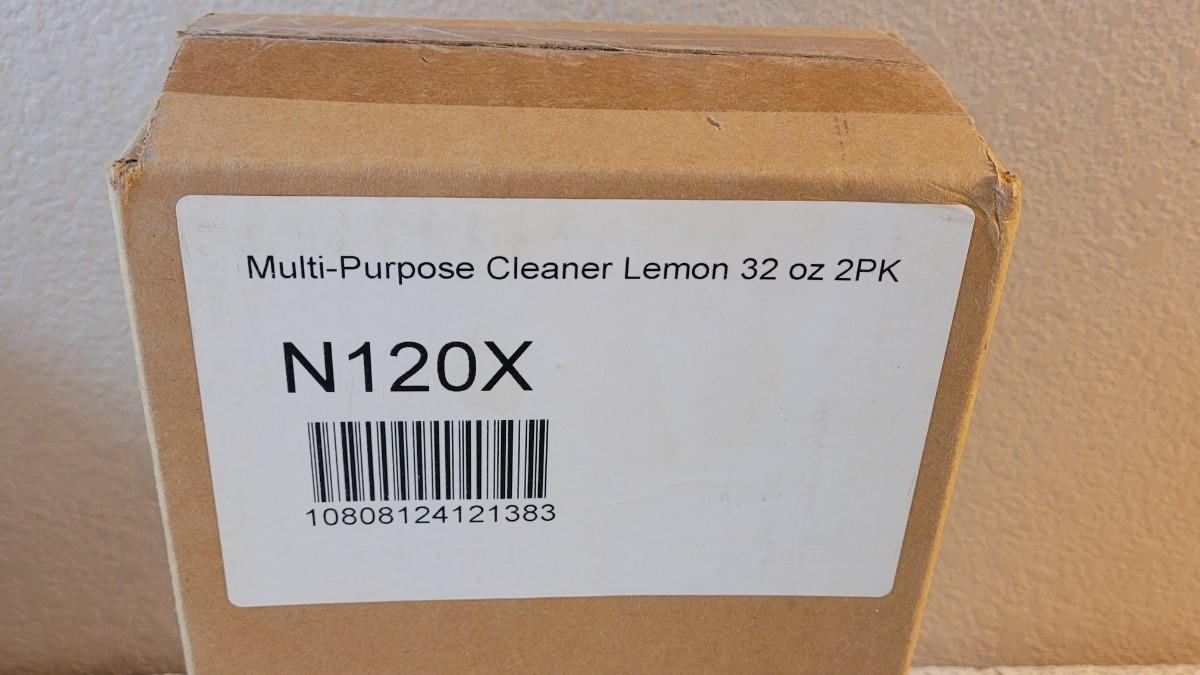 Multi-Purpose Cleaner Lemon 32 oz 2PK
N120X
10808124121383